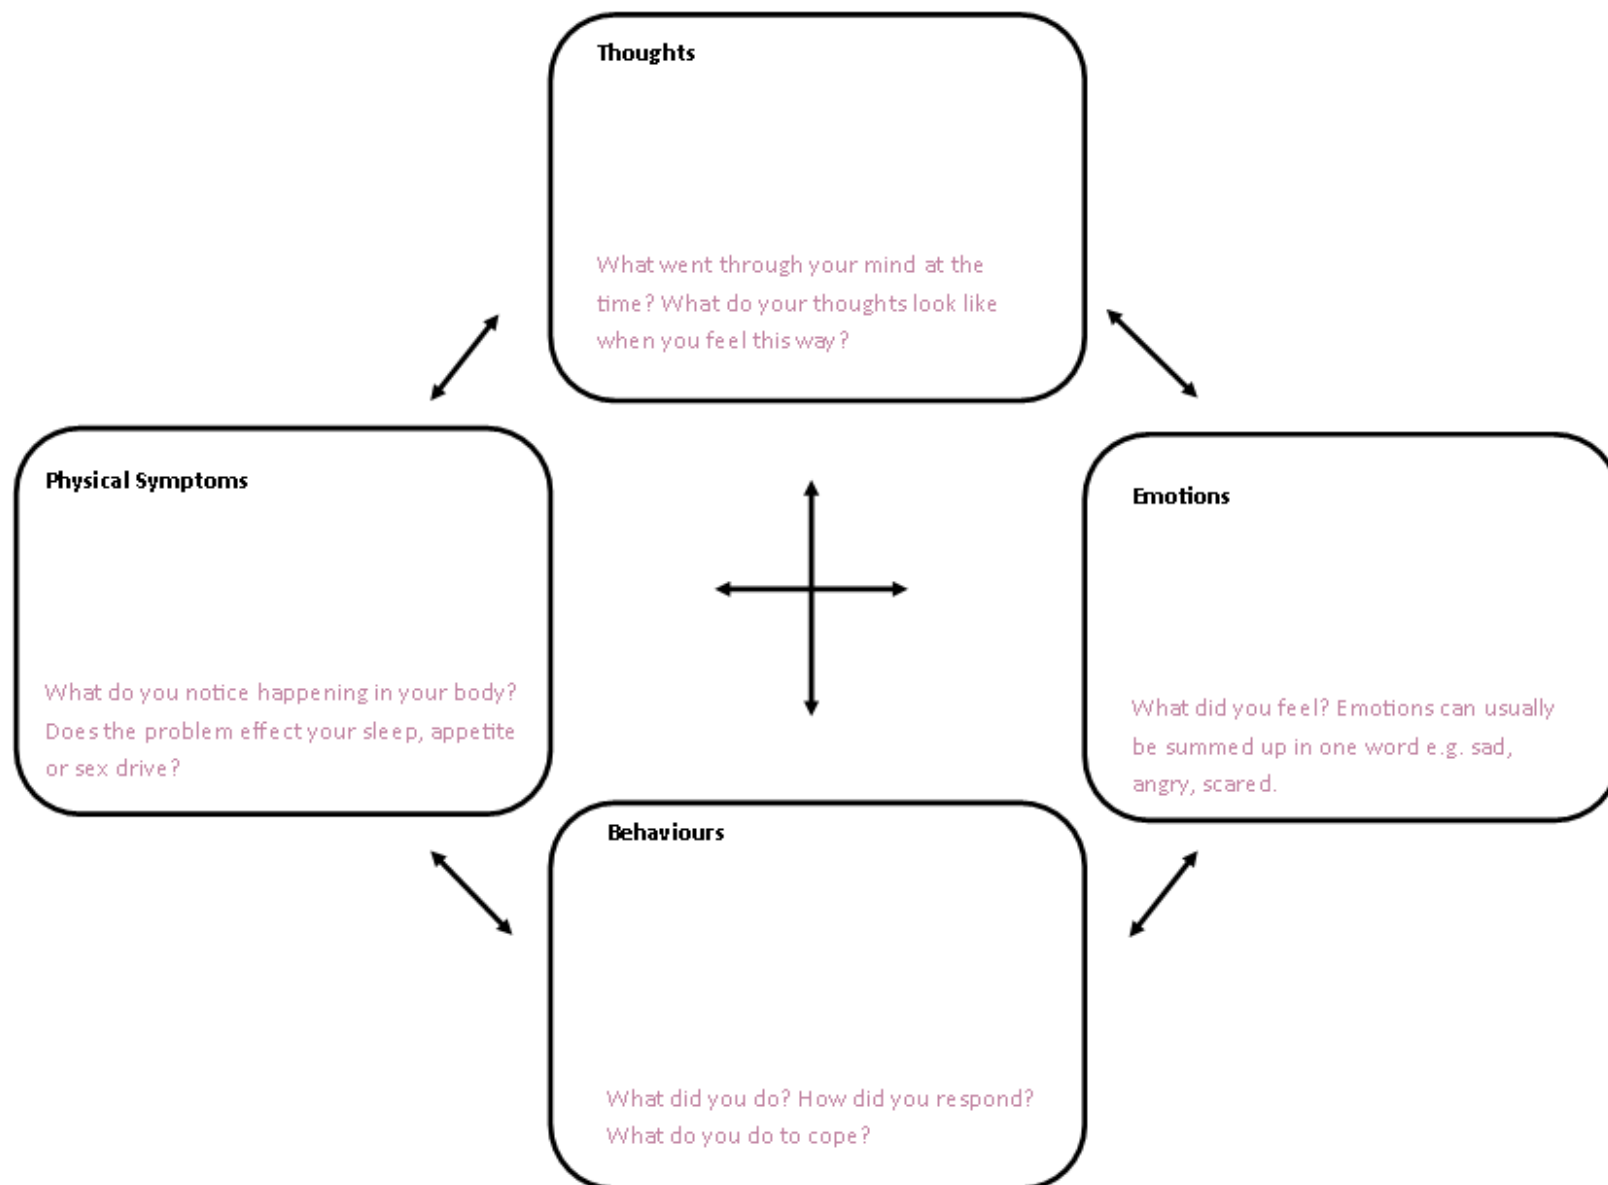 Thoughts
What went through your mind at the
time? What do your thoughts look like
when you feel this way?
Physical Symptoms
What do you notice happening in your body?
Does the problem effect your sleep, appetite
or sex drive?
Emotions
What did you feel? Emotions can usually
be summed up in one word e.g. sad,
angry, scared.
Behaviours
What did you do? How did you respond?
What do you do to cope?